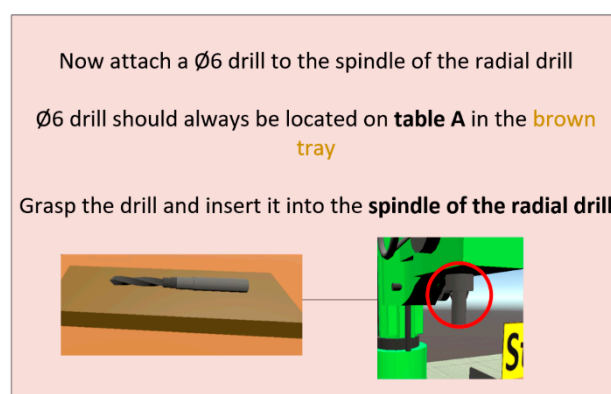 Now attach a Ø6 drill to the spindle of the radial drill
Ø6 drill should always be located on table A in the brown
tray
Grasp the drill and insert it into the spindle of the radial drill
St